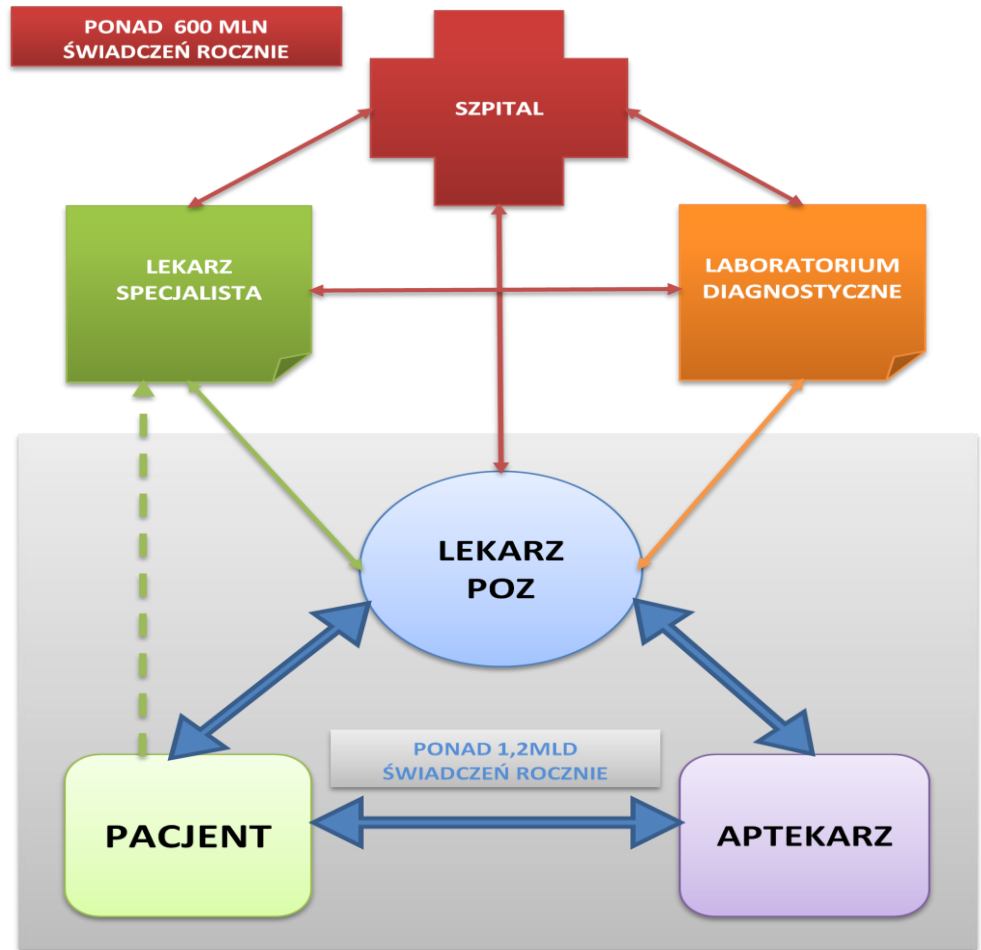 PONAD 600 MLN
ŚWIADCZEŃ ROCZNIE
SZPITAL
LEKARZ
SPECJALISTA
LABORATORIUM
DIAGNOSTYCZNE
LEKARZ
POZ
PONAD 1,2MLD
ŚWIADCZEŃ ROCZNIE
PACJENT
APTEKARZ